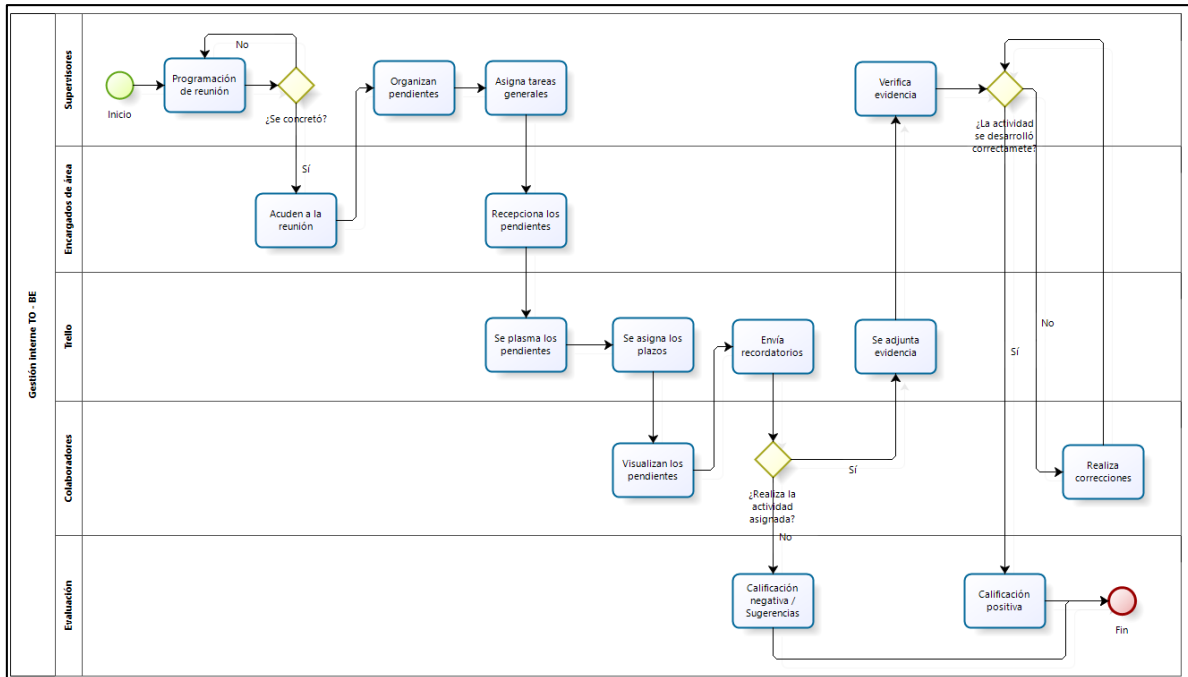 Gestión interne TO - BE
Supervisores
No
Programación
de reunión
Inicio
¿Se concretó?
Sí
Organizan
pendientes
Asigna tareas
generales
Verifica
evidencia
¿La actividad
se desarrolló
correctamete?
Encargados de área
Acuden a la
reunión
Recepciona los
pendientes
Trello
Se plasma los
pendientes
Se asigna los
plazos
Envía
recordatorios
Se adjunta
evidencia
Sí
No
Colaboradores
Visualizan los
pendientes
¿Realiza la
actividad
asignada?
Sí
No
Realiza
correcciones
Evaluación
Calificación
negativa /
Sugerencias
Calificación
positiva
Fin